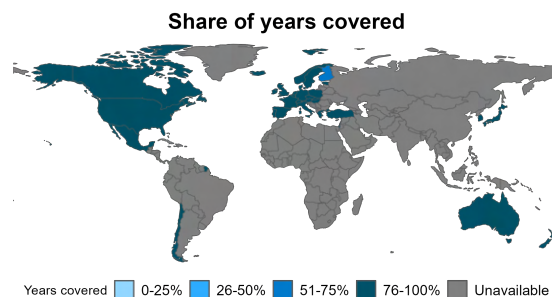 Share of years covered
Years covered 0-25% 26-50% 51-75% 76-100% Unavailable